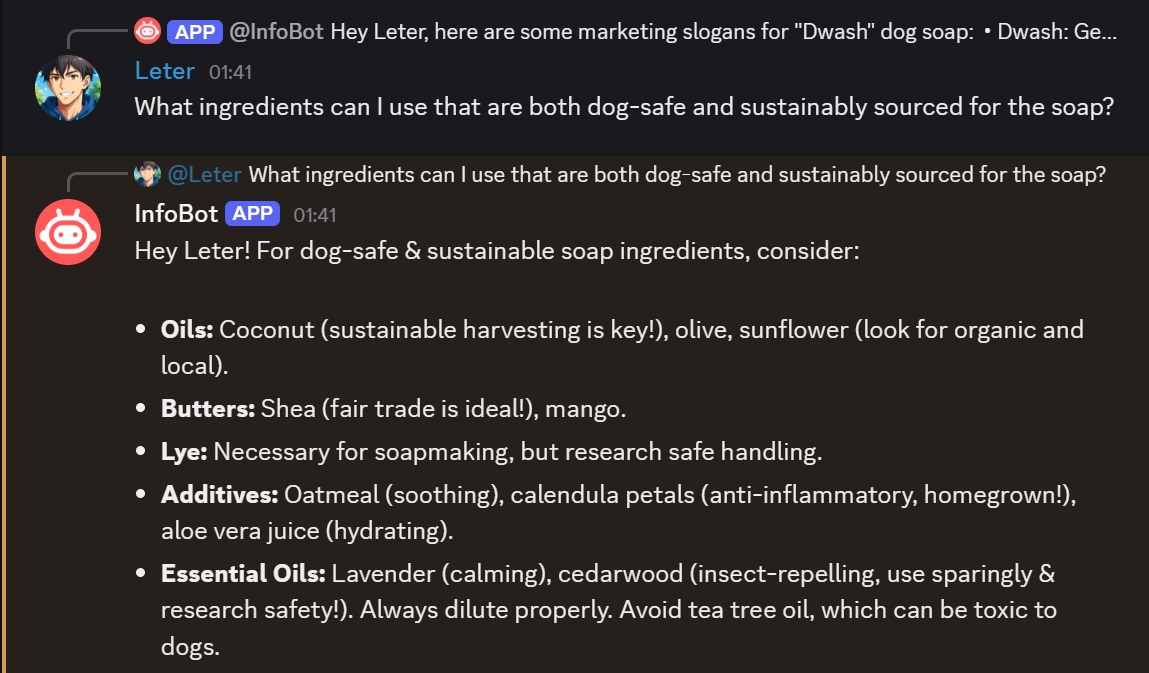 APP @InfoBot Hey Leter, here are some marketing slogans for "Dwash" dog soap: • Dwash: Ge...
Leter 01:41
What ingredients can I use that are both dog-safe and sustainably sourced for the soap?
@Leter What ingredients can I use that are both dog-safe and sustainably sourced for the soap?
InfoBot APP 01:41
Hey Leter! For dog-safe & sustainable soap ingredients, consider:
• Oils: Coconut (sustainable harvesting is key!), olive, sunflower (look for organic and
local).
• Butters: Shea (fair trade is ideal!), mango.
• Lye: Necessary for soapmaking, but research safe handling.
• Additives: Oatmeal (soothing), calendula petals (anti-inflammatory, homegrown!),
aloe vera juice (hydrating).
• Essential Oils: Lavender (calming), cedarwood (insect-repelling, use sparingly &
research safety!). Always dilute properly. Avoid tea tree oil, which can be toxic to
dogs.